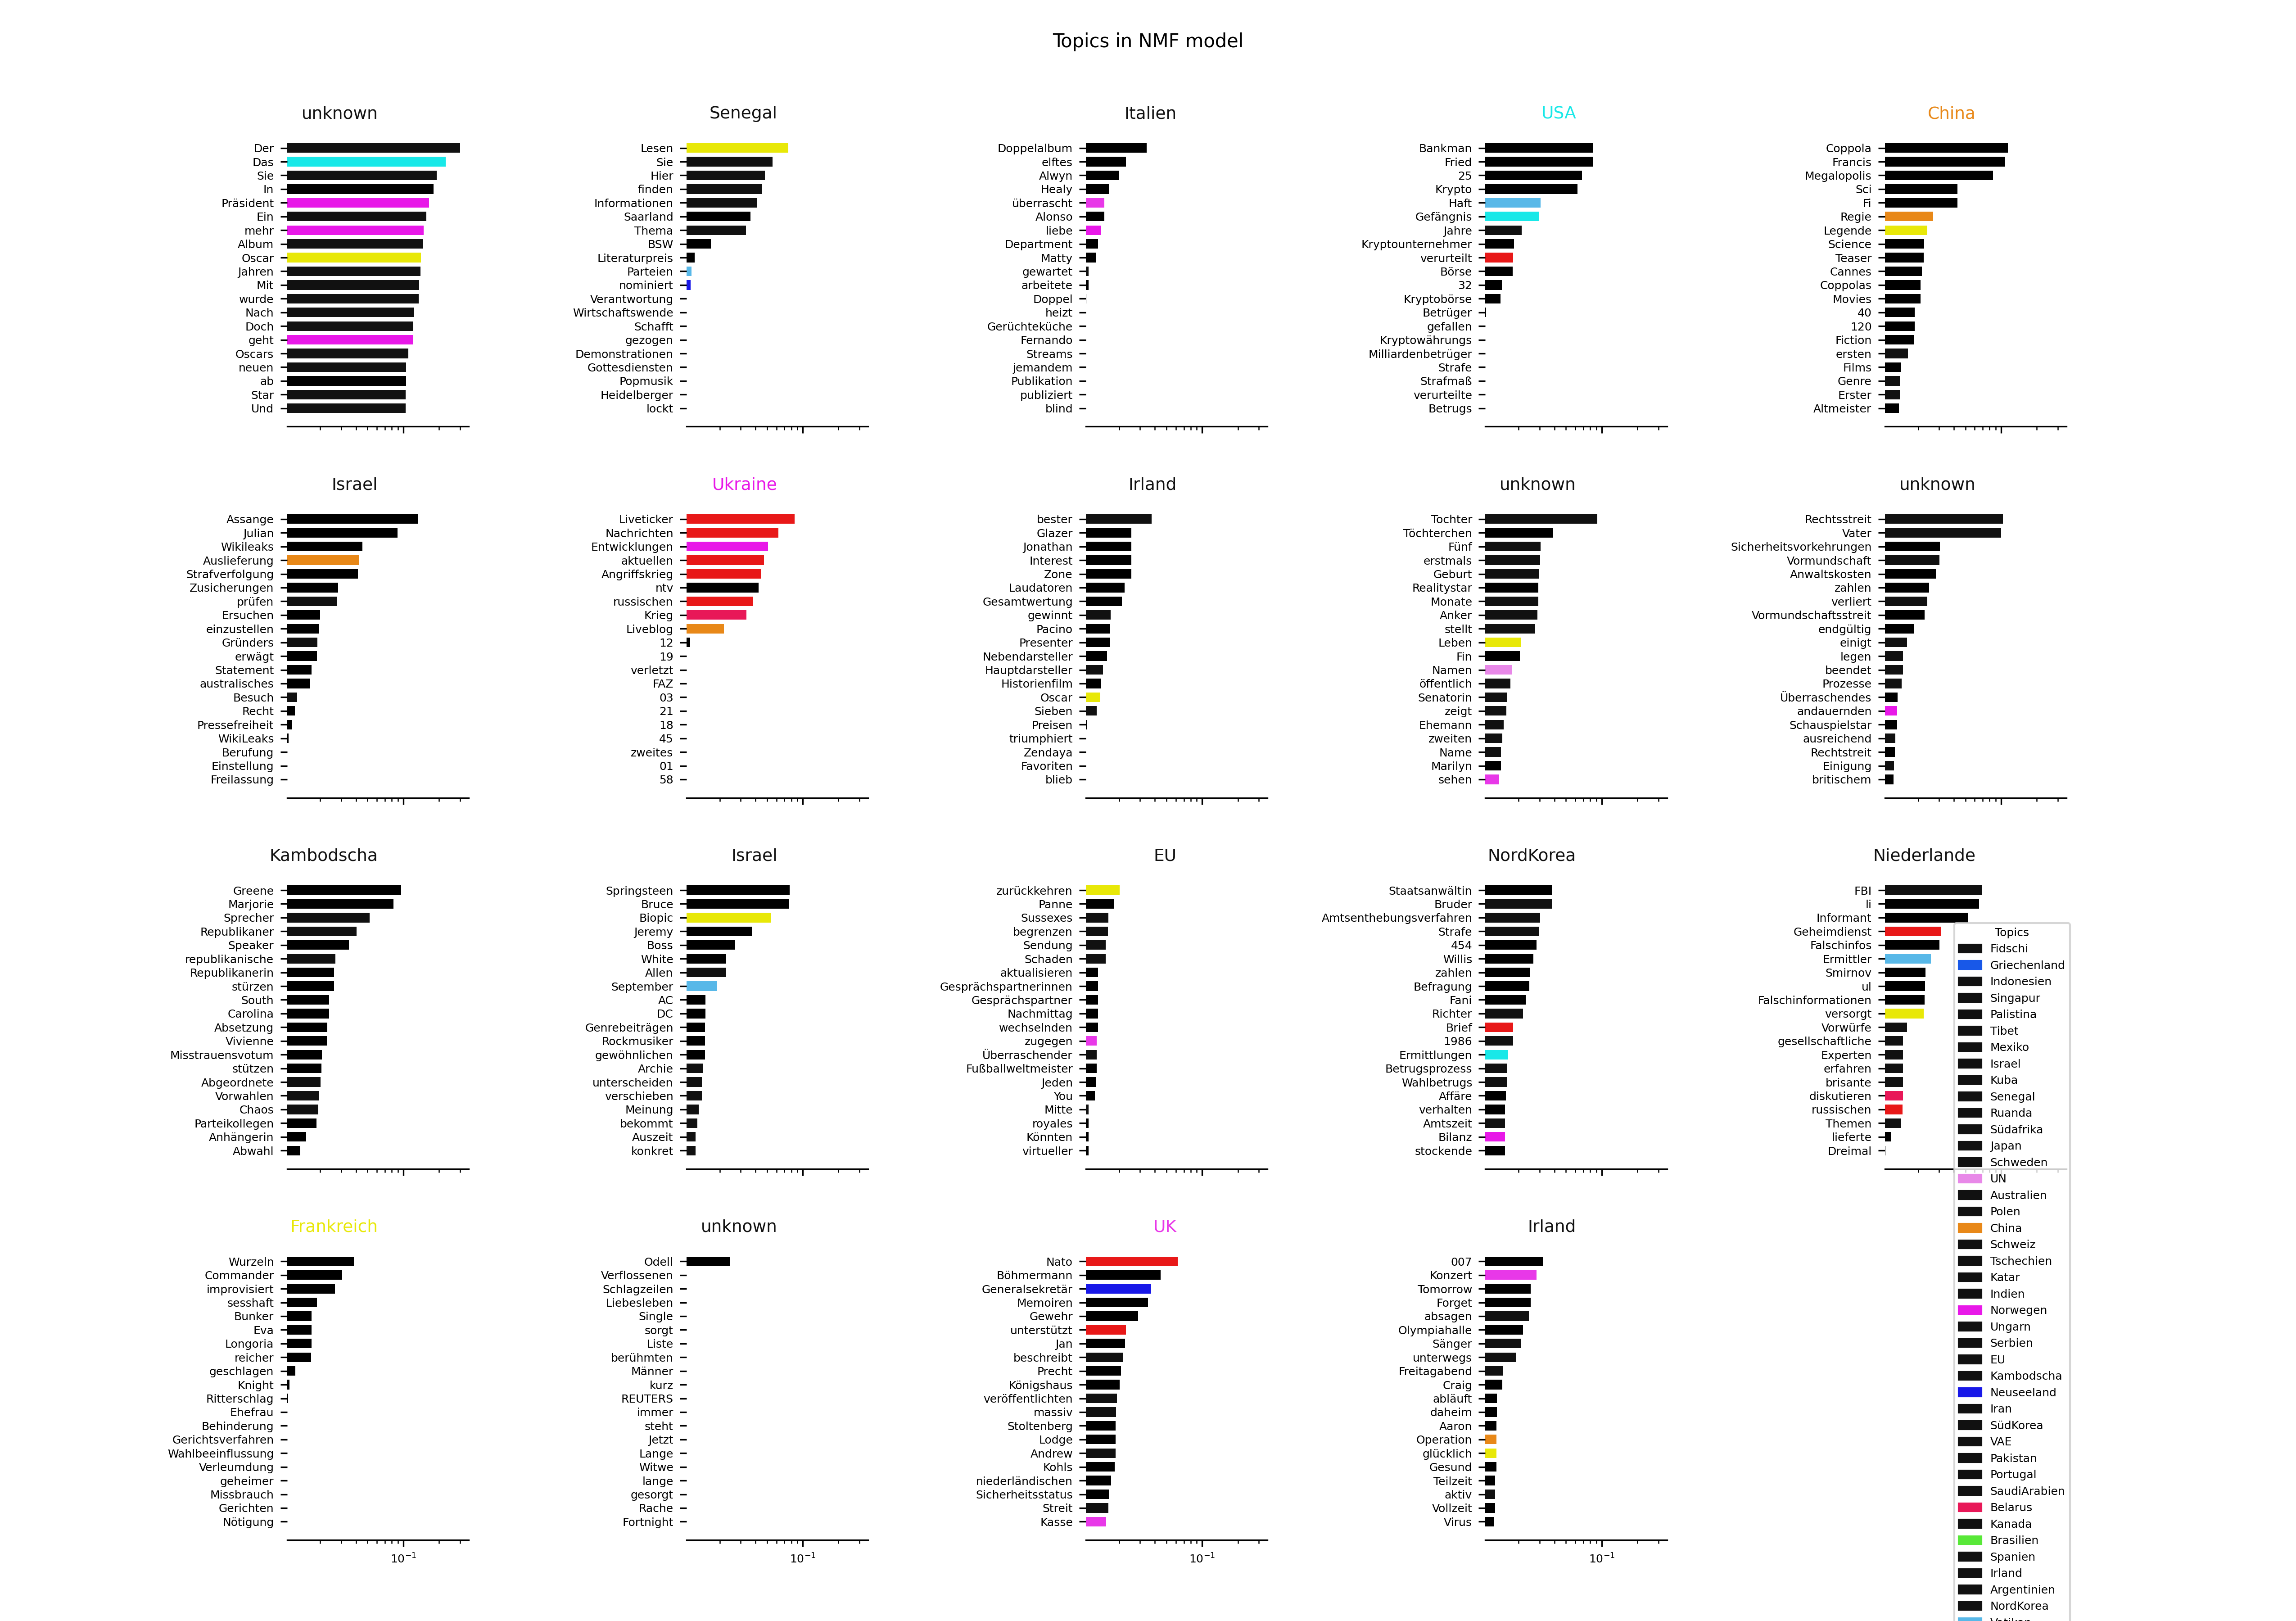 Topics in NMF model
unknown
Der
Das
Sie
In
Präsident
Ein
mehr
Album
Oscar
Jahren
Mit
wurde
Nach
Doch
geht
Oscars
neuen
ab
Star
Und
Senegal
Lesen
Sie
Hier
finden
Informationen
Saarland
Thema
BSW
Literaturpreis
Parteien
nominiert
Verantwortung
Wirtschaftswende
Schafft
gezogen
Demonstrationen
Gottesdiensten
Popmusik
Heidelberger
lockt
Italien
Doppelalbum
elftes
Alwyn
Healy
überrascht
Alonso
liebe
Department
Matty
gewartet
arbeitete
Doppel
heizt
Gerüchteküche
Fernando
Streams
jemandem
Publikation
publiziert
blind
USA
Bankman
Fried
25
Krypto
Haft
Gefängnis
Jahre
Kryptounternehmer
verurteilt
Börse
32
Kryptobörse
Betrüger
gefallen
Kryptowährungs
Milliardenbetrüger
Strafe
Strafmaß
verurteilte
Betrugs
China
Coppola
Francis
Megalopolis
Sci
Fi
Regie
Legende
Science
Teaser
Cannes
Coppolas
Movies
40
120
Fiction
ersten
Films
Genre
Erster
Altmeister
Israel
Assange
Julian
Wikileaks
Auslieferung
Strafverfolgung
Zusicherungen
prüfen
Ersuchen
einzustellen
Gründers
erwägt
Statement
australisches
Besuch
Recht
Pressefreiheit
WikiLeaks
Berufung
Einstellung
Freilassung
Ukraine
Liveticker
Nachrichten
Entwicklungen
aktuellen
Angriffskrieg
ntv
russischen
Krieg
Liveblog
12
19
verletzt
FAZ
03
21
18
45
zweites
01
58
Irland
bester
Glazer
Jonathan
Interest
Zone
Laudatoren
Gesamtwertung
gewinnt
Pacino
Presenter
Nebendarsteller
Hauptdarsteller
Historienfilm
Oscar
Sieben
Preisen
triumphiert
Zendaya
Favoriten
blieb
unknown
Tochter
Töchterchen
Fünf
erstmals
Geburt
Realitystar
Monate
Anker
stellt
Leben
Fin
Namen
öffentlich
Senatorin
zeigt
Ehemann
zweiten
Name
Marilyn
sehen
unknown
Rechtsstreit
Vater
Sicherheitsvorkehrungen
Vormundschaft
Anwaltskosten
zahlen
verliert
Vormundschaftsstreit
endgültig
einigt
legen
beendet
Prozesse
Überraschendes
andauernden
Schauspielstar
ausreichend
Rechtstreit
Einigung
britischem
Kambodscha
Greene
Marjorie
Sprecher
Republikaner
Speaker
republikanische
Republikanerin
stürzen
South
Carolina
Absetzung
Vivienne
Misstrauensvotum
stützen
Abgeordnete
Vorwahlen
Chaos
Parteikollegen
Anhängerin
Abwahl
Israel
Springsteen
Bruce
Biopic
Jeremy
Boss
White
Allen
September
AC
DC
Genrebeiträgen
Rockmusiker
gewöhnlichen
Archie
unterscheiden
verschieben
Meinung
bekommt
Auszeit
konkret
EU
zurückkehren
Panne
Sussexes
begrenzen
Sendung
Schaden
aktualisieren
Gesprächspartnerinnen
Gesprächspartner
Nachmittag
wechselnden
zugegen
Überraschender
Fußballweltmeister
Jeden
You
Mitte
royales
Könnten
virtueller
NordKorea
Staatsanwältin
Bruder
Amtsenthebungsverfahren
Strafe
454
Willis
zahlen
Befragung
Fani
Richter
Brief
1986
Ermittlungen
Betrugsprozess
Wahlbetrugs
Affäre
verhalten
Amtszeit
Bilanz
stockende
Niederlande
FBI
li
Informant
Geheimdienst
Falschinfos
Ermittler
Smirnov
ul
Falschinformationen
versorgt
Vorwürfe
gesellschaftliche
Experten
erfahren
brisante
diskutieren
russischen
Themen
lieferte
Dreimal
Frankreich
Wurzeln
Commander
improvisiert
sesshaft
Bunker
Eva
Longoria
reicher
geschlagen
Knight
Ritterschlag
Ehefrau
Behinderung
Gerichtsverfahren
Wahlbeeinflussung
Verleumdung
geheimer
Missbrauch
Gerichten
Nötigung
10⁻¹
unknown
Odell
Verflossenen
Schlagzeilen
Liebesleben
Single
sorgt
Liste
berühmten
Männer
kurz
REUTERS
immer
steht
Jetzt
Lange
Witwe
lange
gesorgt
Rache
Fortnight
10⁻¹
UK
Nato
Böhmermann
Generalsekretär
Memoiren
Gewehr
unterstützt
Jan
beschreibt
Precht
Königshaus
veröffentlichten
massiv
Stoltenberg
Lodge
Andrew
Kohls
niederländischen
Sicherheitsstatus
Streit
Kasse
10⁻¹
Irland
007
Konzert
Tomorrow
Forget
absagen
Olympiahalle
Sänger
unterwegs
Freitagabend
Craig
abläuft
daheim
Aaron
Operation
glücklich
Gesund
Teilzeit
aktiv
Vollzeit
Virus
10⁻¹
Topics
Fidschi
Griechenland
Indonesien
Singapur
Palistina
Tibet
Mexiko
Israel
Kuba
Senegal
Ruanda
Südafrika
Japan
Schweden
UN
Australien
Polen
China
Schweiz
Tschechien
Katar
Indien
Norwegen
Ungarn
Serbien
EU
Kambodscha
Neuseeland
Iran
SüdKorea
VAE
Pakistan
Portugal
SaudiArabien
Belarus
Kanada
Brasilien
Spanien
Irland
Argentinien
NordKorea